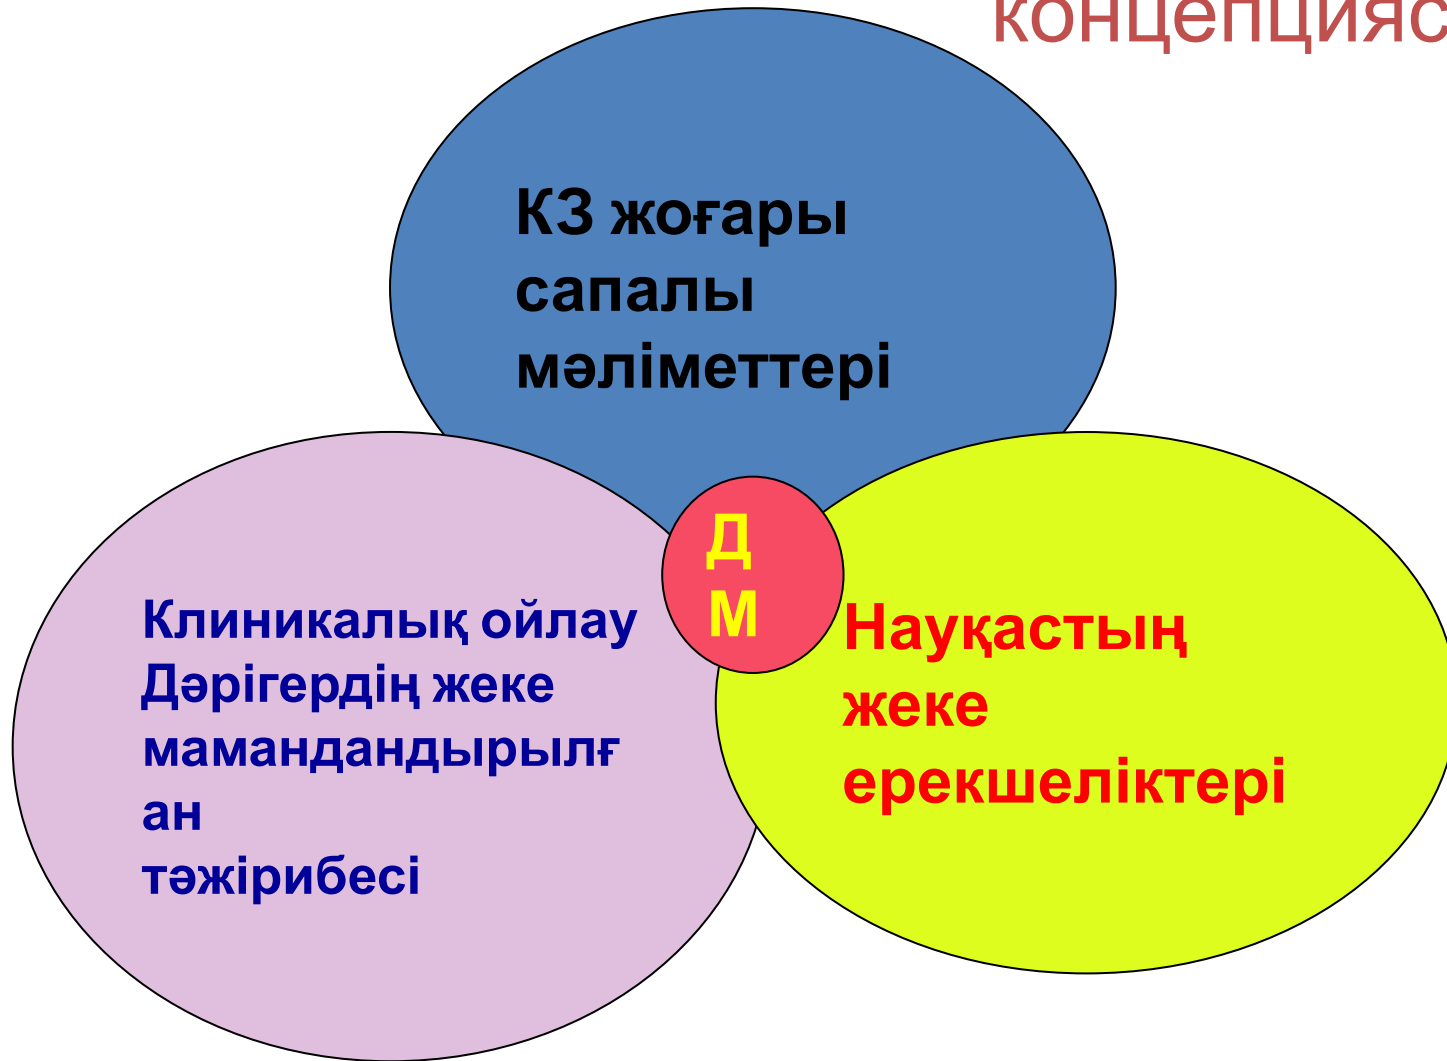 концепцияс
КЗ жоғары
сапалы
мәліметтері
Д
М
Клиникалық ойлау
Дәрігердің жеке
мамандандырылғ
ан
тәжірибесі
Науқастың
жеке
ерекшеліктері